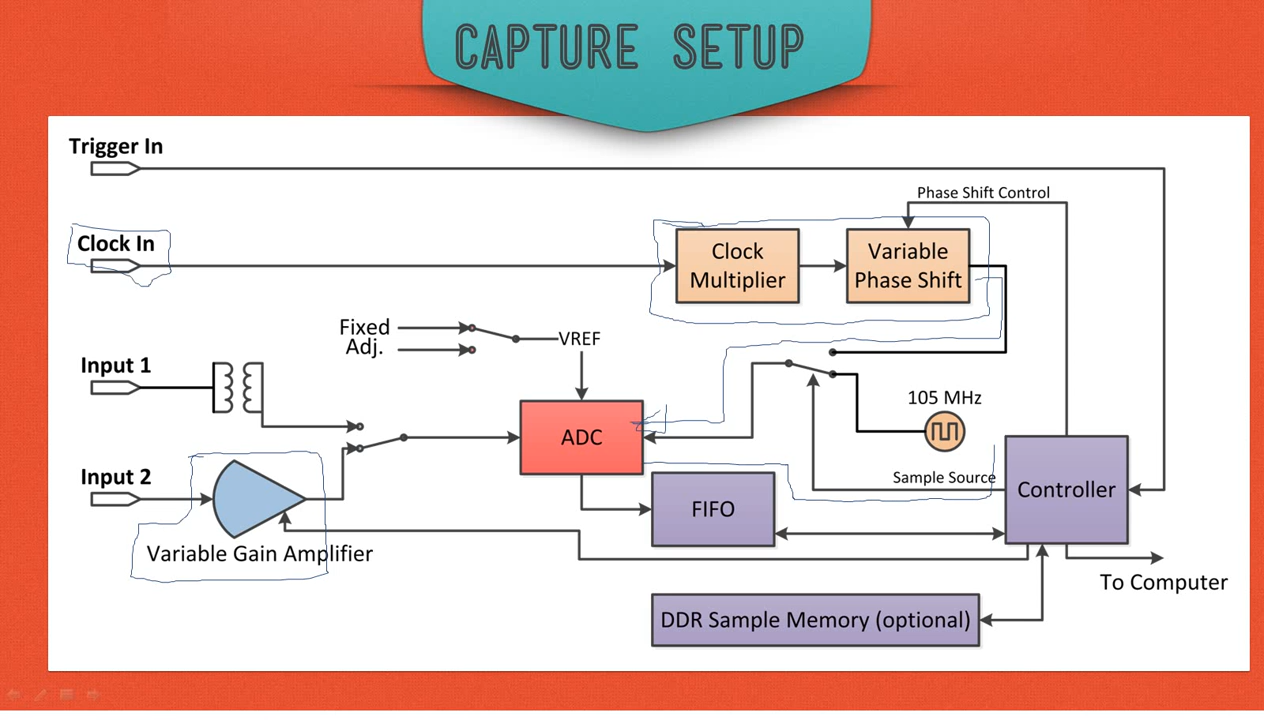 CAPTURE SETUP
Trigger In
Phase Shift Control
Clock In
Clock
Multiplier
Variable
Phase Shift
Fixed
Adj.
VREF
Input 1
105 MHz
ADC
Input 2
Sample Source
Controller
FIFO
Variable Gain Amplifier
To Computer
DDR Sample Memory (optional)